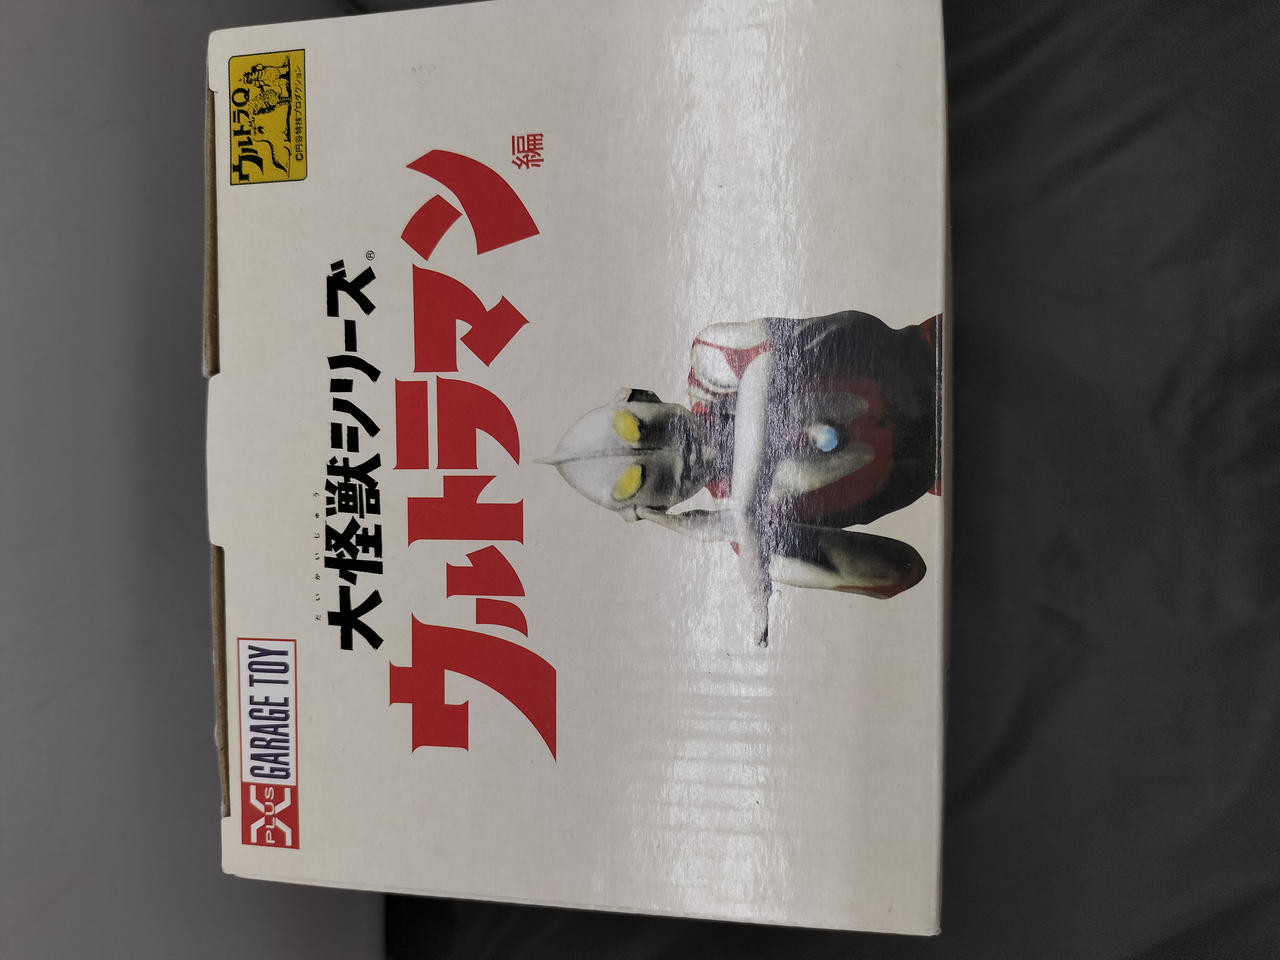 X PLUS GARAGE TOY
ウルトラQ
©円谷特技プロダクション
だいかいじゅう
大怪獣シリーズ®
ウルトラマン編